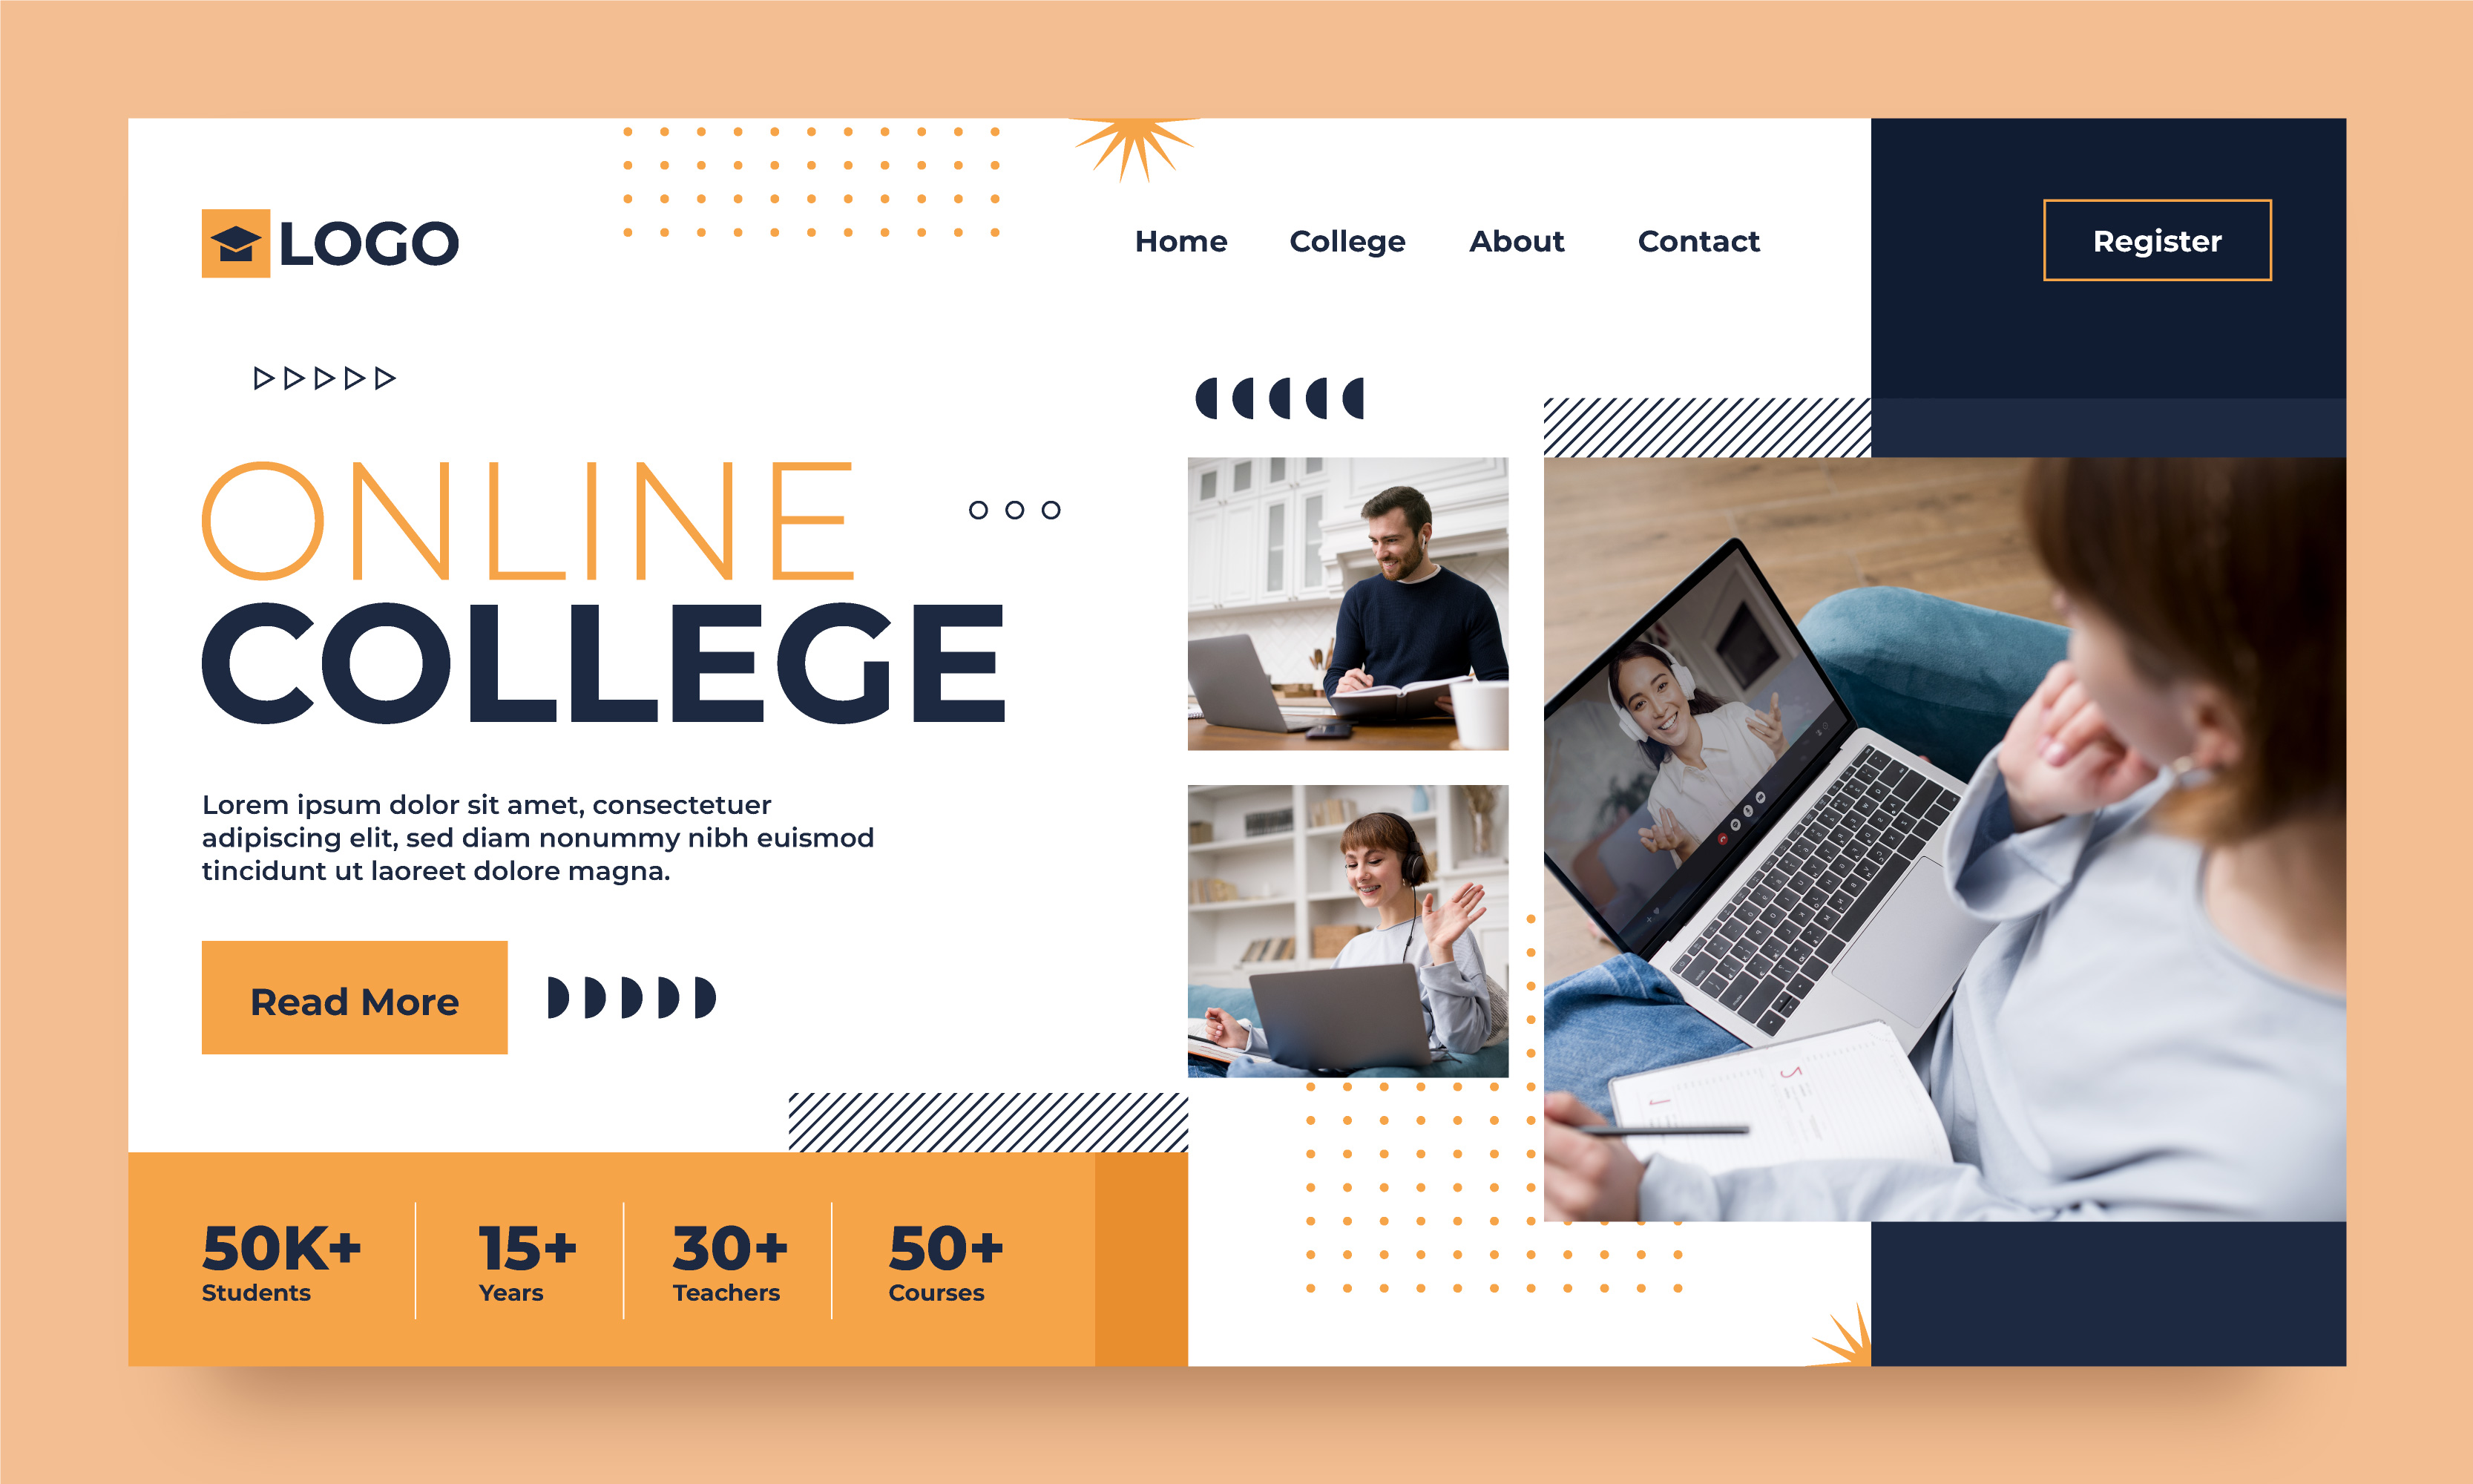 LOGO
Home College About Contact
Register
ONLINE
COLLEGE
Lorem ipsum dolor sit amet, consectetuer
adipiscing elit, sed diam nonummy nibh euismod
tincidunt ut laoreet dolore magna.
Read More
50K+ 15+ 30+ 50+
Students Years Teachers Courses